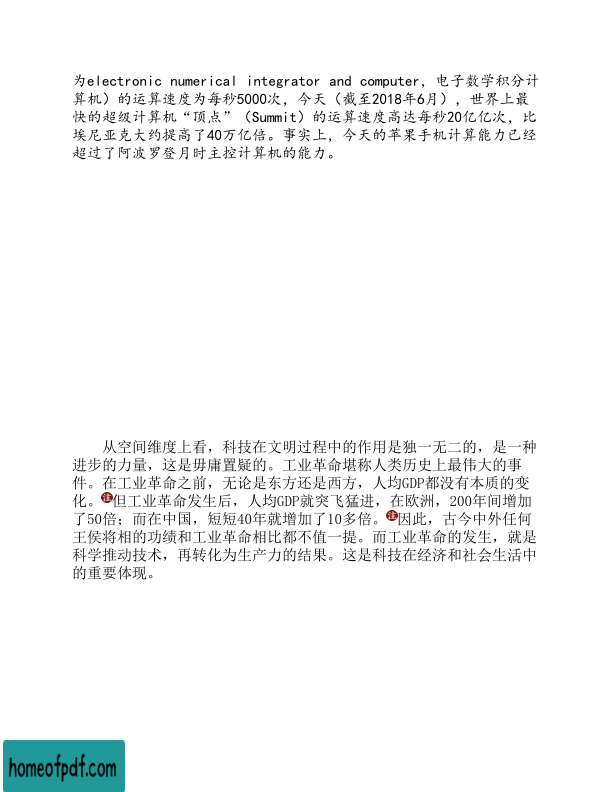 为electronic numerical integrator and computer，电子数学积分计
算机）的运算速度为每秒5000次，今天（截至2018年6月），世界上最
快的超级计算机“顶点”（Summit）的运算速度高达每秒20亿亿次，比
埃尼亚克大约提高了40万亿倍。事实上，今天的苹果手机计算能力已经
超过了阿波罗登月时主控计算机的能力。
从空间维度上看，科技在文明过程中的作用是独一无二的，是一种
进步的力量，这是毋庸置疑的。工业革命堪称人类历史上最伟大的事
件。在工业革命之前，无论是东方还是西方，人均GDP都没有本质的变
化。注但工业革命发生后，人均GDP就突飞猛进，在欧洲，200年间增加
了50倍；而在中国，短短40年就增加了10多倍。注因此，古今中外任何
王侯将相的功绩和工业革命相比都不值一提。而工业革命的发生，就是
科学推动技术，再转化为生产力的结果。这是科技在经济和社会生活中
的重要体现。
homeofpdf.com